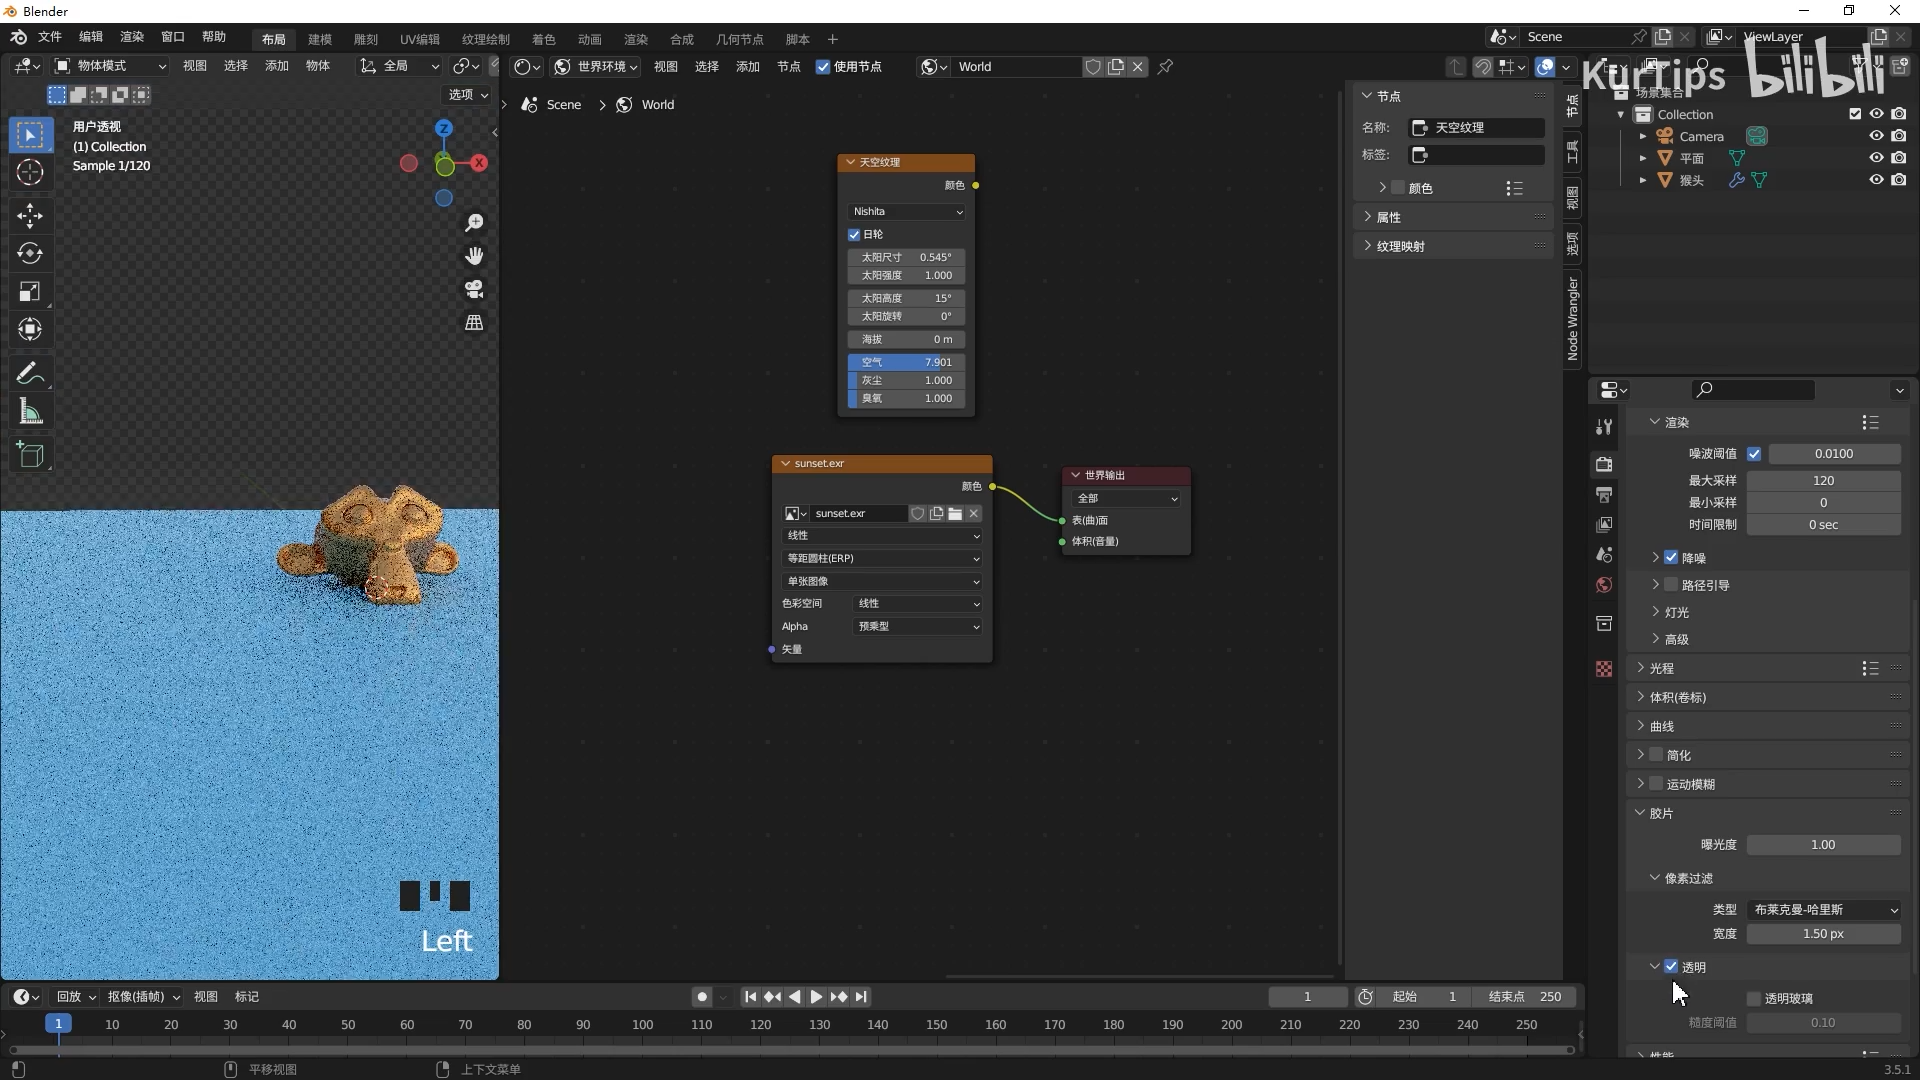 Blender
文件 编辑 渲染 窗口 帮助 布局 建模 雕刻 UV编辑 纹理绘制 着色 动画 渲染 合成 几何节点 脚本 + Scene ViewLayer
物体模式 视图 选择 添加 物体 全局 世界环境 视图 选择 添加 节点 使用节点 World
KurTips bilibili
选项
用户透视
(1) Collection
Sample 1/120
Z
X
Scene > World
天空纹理
颜色
Nishita
日轮
太阳尺寸 0.545°
太阳强度 1.000
太阳高度 15°
太阳旋转 0°
海拔 0 m
空气 7.901
灰尘 1.000
臭氧 1.000
sunset.exr
颜色
sunset.exr
线性
等距圆柱(ERP)
单张图像
色彩空间 线性
Alpha 预乘型
矢量
世界输出
全部
表(曲)面
体积(音量)
节点
名称: 天空纹理
标签:
颜色
属性
纹理映射
节点
工具
视图
选项
Node Wrangler
场景集合
Collection
Camera
平面
猴头
渲染
噪波阈值 0.0100
最大采样 120
最小采样 0
时间限制 0 sec
降噪
路径引导
灯光
高级
光程
体积(卷标)
曲线
简化
运动模糊
胶片
曝光度 1.00
像素过滤
类型 布莱克曼-哈里斯
宽度 1.50 px
透明
透明玻璃
糙度阈值 0.10
性能
Left
回放 抠像(插帧) 视图 标记 1 起始 1 结束点 250
1 10 20 30 40 50 60 70 80 90 100 110 120 130 140 150 160 170 180 190 200 210 220 230 240 250
平移视图 上下文菜单 3.5.1